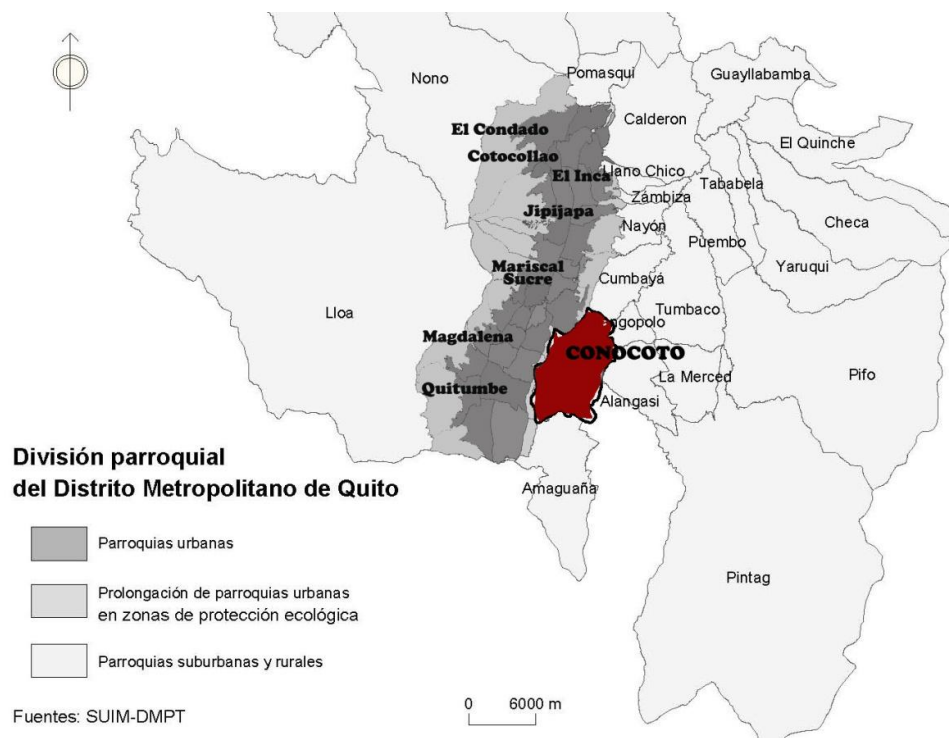 Nono
Pomasqui
Guayllabamba
Calderon
El Condado
El Quinche
Cotocollao
El Inca
Llano Chico
Tababela
Zámbiza
Jipijapa
Nayón
Checa
Puembo
Mariscal
Sucre
Cumbayá
Yaruqui
Lloa
Tumbaco
ngopolo
Magdalena
CONOCOTO
La Merced
Pifo
Quitumbe
Alangasi
División parroquial
del Distrito Metropolitano de Quito
Amaguaña
Parroquias urbanas
Prolongación de parroquias urbanas
en zonas de protección ecológica
Pintag
Parroquias suburbanas y rurales
0 6000 m
Fuentes: SUIM-DMPT